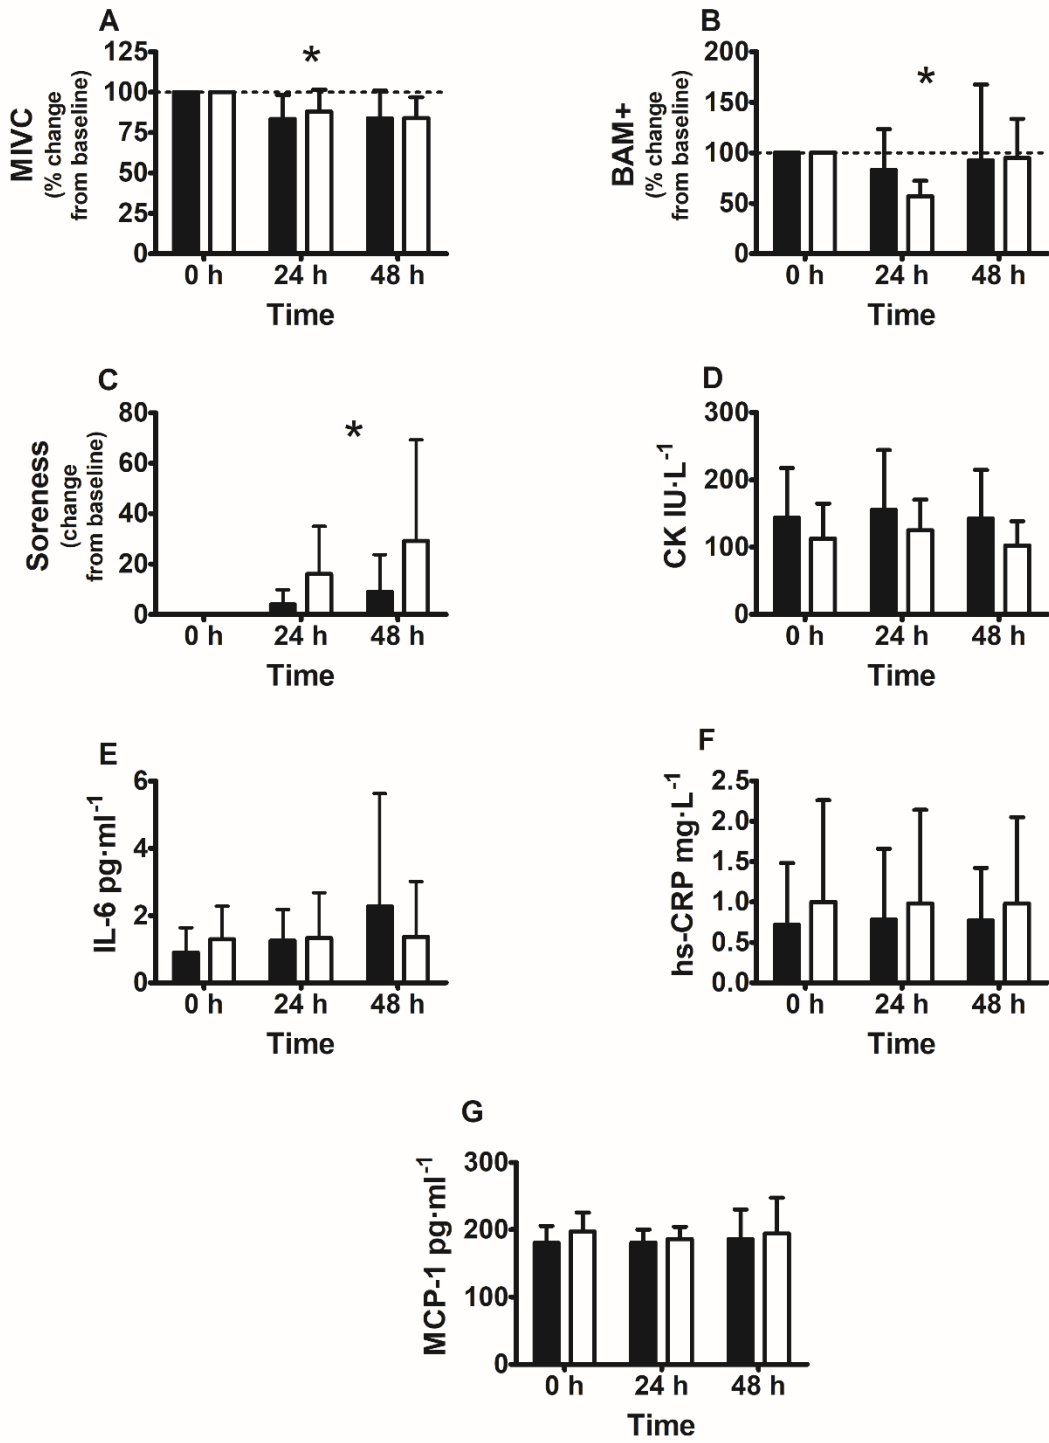 A
MIVC
(% change
from baseline)
125
100
75
50
25
0
*
0 h 24 h 48 h
Time
B
BAM+
(% change
from baseline)
200
150
100
50
0
*
0 h 24 h 48 h
Time
C
Soreness
(change
from baseline)
80
60
40
20
0
*
0 h 24 h 48 h
Time
D
CK IU·L⁻¹
300
200
100
0
0 h 24 h 48 h
Time
E
IL-6 pg·ml⁻¹
6
4
2
0
0 h 24 h 48 h
Time
F
hs-CRP mg·L⁻¹
2.5
2.0
1.5
1.0
0.5
0.0
0 h 24 h 48 h
Time
G
MCP-1 pg·ml⁻¹
300
200
100
0
0 h 24 h 48 h
Time